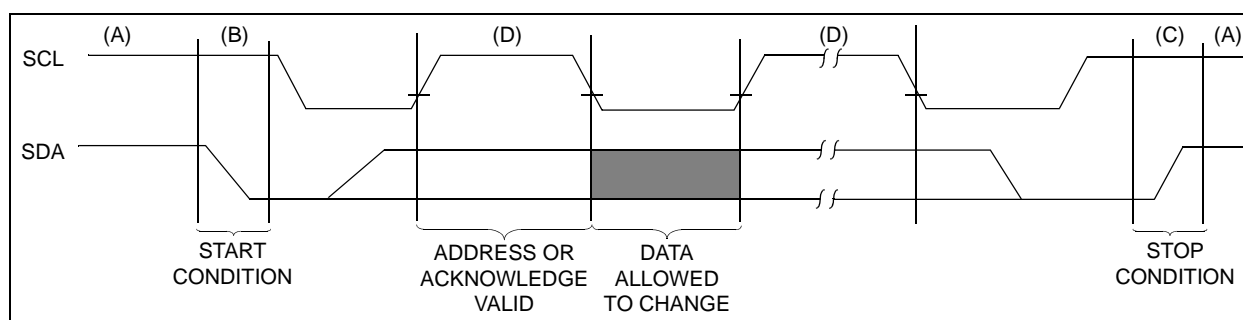 (A) (B) (D) (D) (C) (A)
SCL
SDA
START
CONDITION
ADDRESS OR
ACKNOWLEDGE
VALID
DATA
ALLOWED
TO CHANGE
STOP
CONDITION